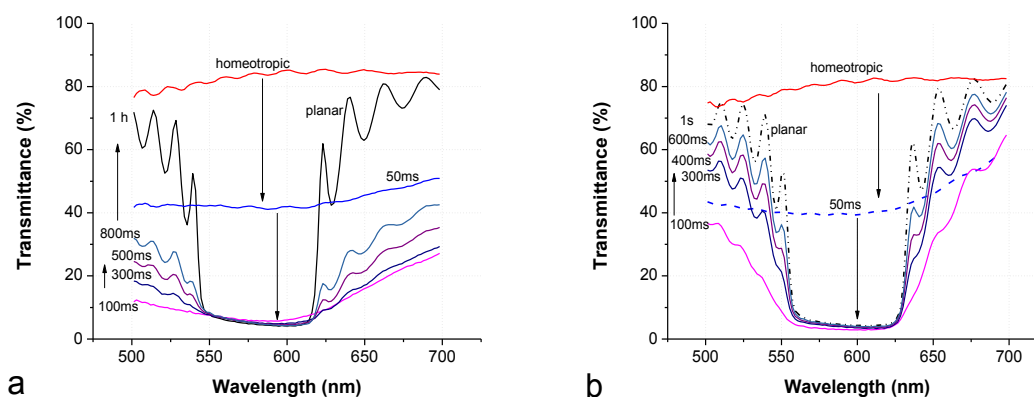 100
80
60
40
20
0
Transmittance (%)
homeotropic
planar
1 h
50ms
800ms
500ms
300ms
100ms
500
550
600
650
700
Wavelength (nm)
a
100
80
60
40
20
0
Transmittance (%)
homeotropic
1s
planar
600ms
400ms
300ms
50ms
100ms
500
550
600
650
700
Wavelength (nm)
b